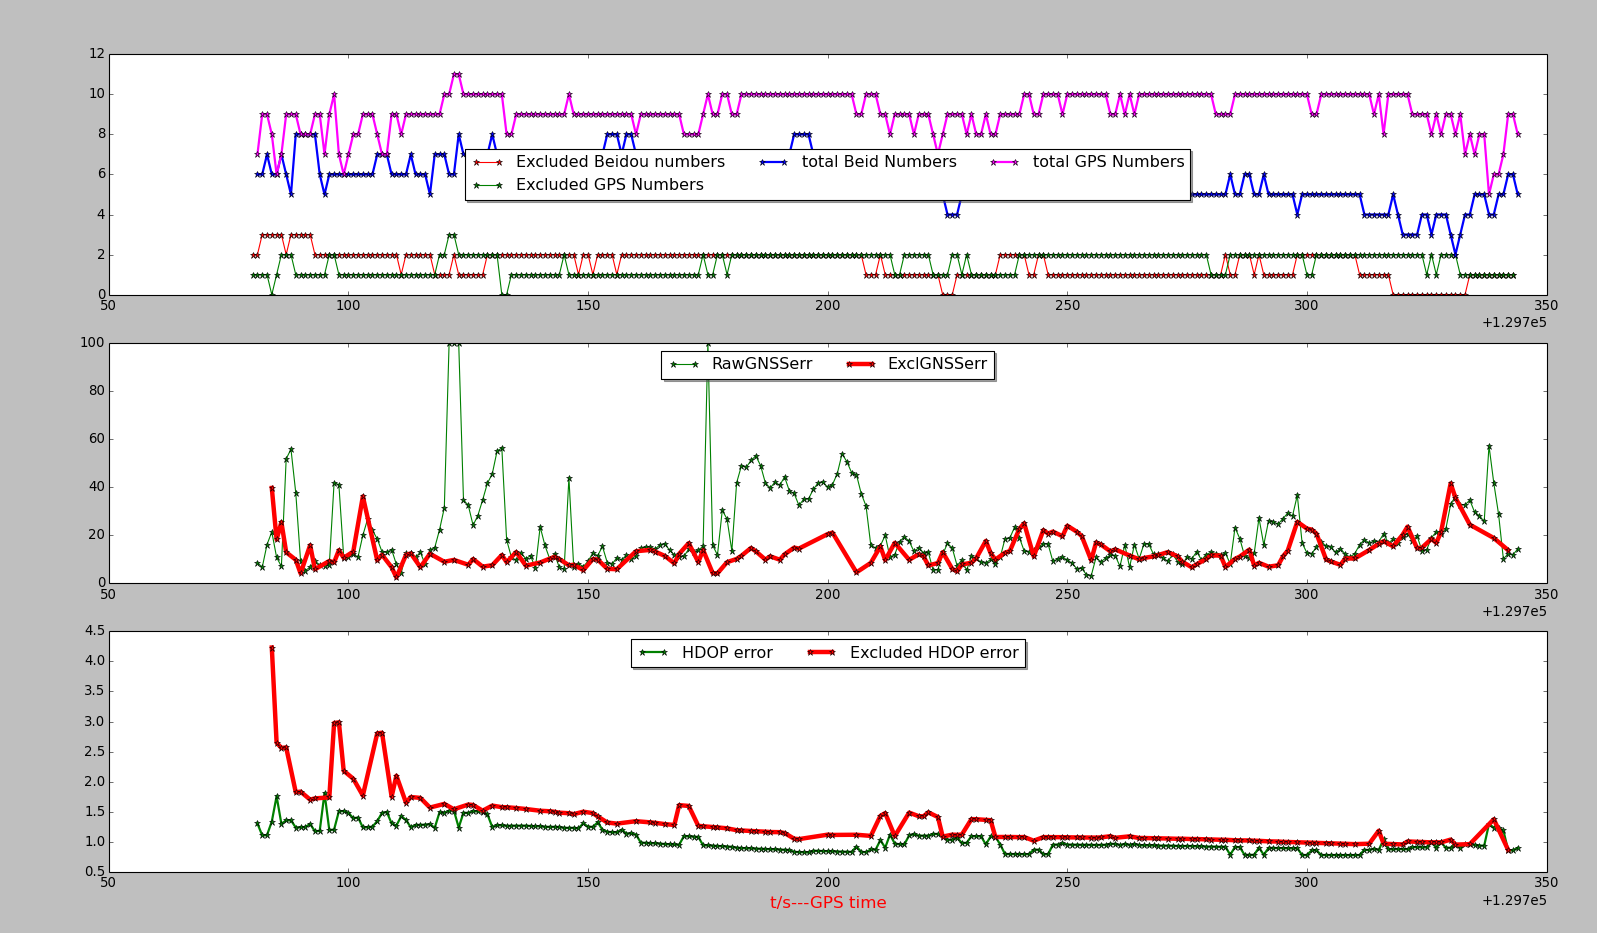 12
10
8
6
4
2
0
Excluded Beidou numbers total Beid Numbers total GPS Numbers
Excluded GPS Numbers
50 100 150 200 250 300 350
+1.297e5
100
80
60
40
20
0
RawGNSSerr ExclGNSSerr
50 100 150 200 250 300 350
+1.297e5
4.5
4.0
3.5
3.0
2.5
2.0
1.5
1.0
0.5
HDOP error Excluded HDOP error
50 100 150 200 250 300 350
+1.297e5
t/s---GPS time